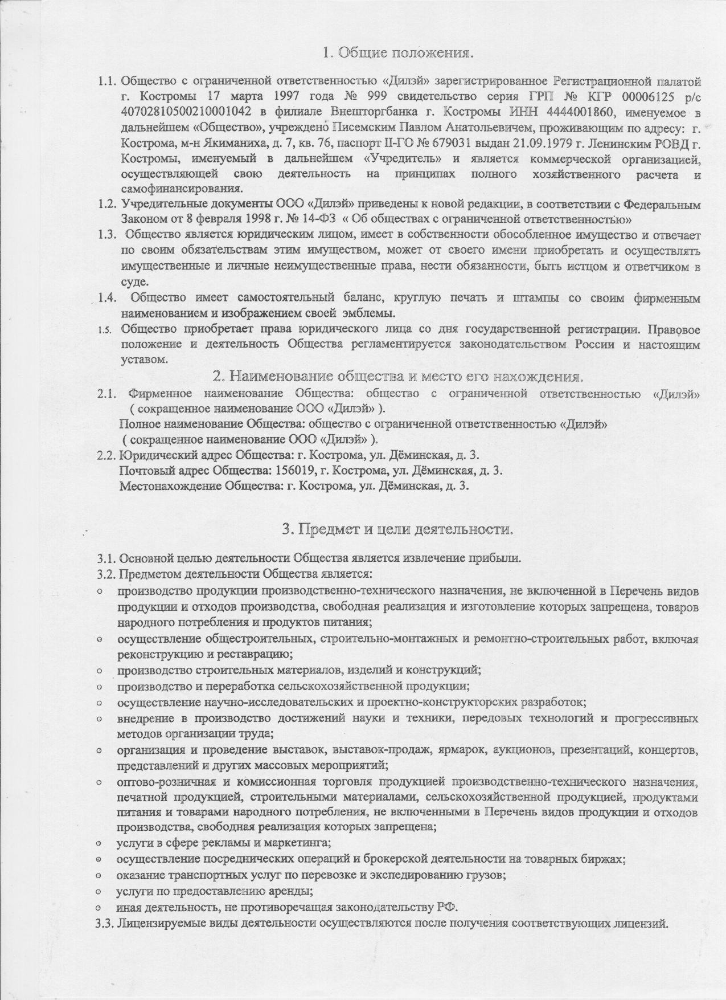 1. Общие положения.
1.1. Общество с ограниченной ответственностью «Дилэй» зарегистрированное Регистрационной палатой
г. Костромы 17 марта 1997 года № 999 свидетельство серия ГРП № КГР 00006125 р/с
40702810500210001042 в филиале Внешторгбанка г. Костромы ИНН 4444001860, именуемое в
дальнейшем «Общество», учреждено Писемским Павлом Анатольевичем, проживающим по адресу: г.
Кострома, м-н Якиманиха, д. 7, кв. 76, паспорт II-ГО № 679031 выдан 21.09.1979 г. Ленинским РОВД г.
Костромы, именуемый в дальнейшем «Учредитель» и является коммерческой организацией,
осуществляющей свою деятельность на принципах полного хозяйственного расчета и
самофинансирования.
1.2. Учредительные документы ООО «Дилэй» приведены к новой редакции, в соответствии с Федеральным
Законом от 8 февраля 1998 г. № 14-ФЗ « Об обществах с ограниченной ответственностью»
1.3. Общество является юридическим лицом, имеет в собственности обособленное имущество и отвечает
по своим обязательствам этим имуществом, может от своего имени приобретать и осуществлять
имущественные и личные неимущественные права, нести обязанности, быть истцом и ответчиком в
суде.
1.4. Общество имеет самостоятельный баланс, круглую печать и штампы со своим фирменным
наименованием и изображением своей эмблемы.
1.5. Общество приобретает права юридического лица со дня государственной регистрации. Правовое
положение и деятельность Общества регламентируется законодательством России и настоящим
уставом.
2. Наименование общества и место его нахождения.
2.1. Фирменное наименование Общества: общество с ограниченной ответственностью «Дилэй»
( сокращенное наименование ООО «Дилэй» ).
Полное наименование Общества: общество с ограниченной ответственностью «Дилэй»
( сокращенное наименование ООО «Дилэй» ).
2.2. Юридический адрес Общества: г. Кострома, ул. Дёминская, д. 3.
Почтовый адрес Общества: 156019, г. Кострома, ул. Дёминская, д. 3.
Местонахождение Общества: г. Кострома, ул. Дёминская, д. 3.
3. Предмет и цели деятельности.
3.1. Основной целью деятельности Общества является извлечение прибыли.
3.2. Предметом деятельности Общества является:
○ производство продукции производственно-технического назначения, не включенной в Перечень видов
продукции и отходов производства, свободная реализация и изготовление которых запрещена, товаров
народного потребления и продуктов питания;
○ осуществление общестроительных, строительно-монтажных и ремонтно-строительных работ, включая
реконструкцию и реставрацию;
○ производство строительных материалов, изделий и конструкций;
○ производство и переработка сельскохозяйственной продукции;
○ осуществление научно-исследовательских и проектно-конструкторских разработок;
○ внедрение в производство достижений науки и техники, передовых технологий и прогрессивных
методов организации труда;
○ организация и проведение выставок, выставок-продаж, ярмарок, аукционов, презентаций, концертов,
представлений и других массовых мероприятий;
○ оптово-розничная и комиссионная торговля продукцией производственно-технического назначения,
печатной продукцией, строительными материалами, сельскохозяйственной продукцией, продуктами
питания и товарами народного потребления, не включенными в Перечень видов продукции и отходов
производства, свободная реализация которых запрещена;
○ услуги в сфере рекламы и маркетинга;
○ осуществление посреднических операций и брокерской деятельности на товарных биржах;
○ оказание транспортных услуг по перевозке и экспедированию грузов;
○ услуги по предоставлению аренды;
○ иная деятельность, не противоречащая законодательству РФ.
3.3. Лицензируемые виды деятельности осуществляются после получения соответствующих лицензий.